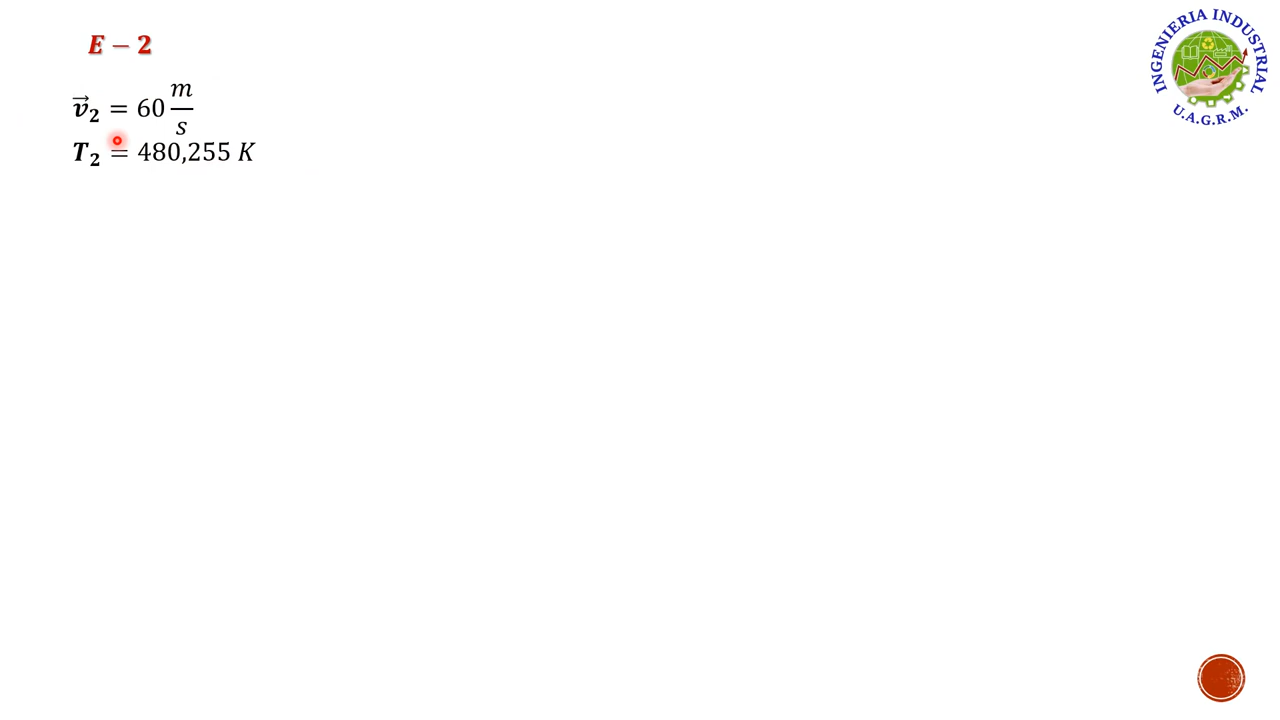 E − 2
INGENIERIA INDUSTRIAL
U.A.G.R.M.
v⃗₂ = 60 m/s
T₂ = 480,255 K